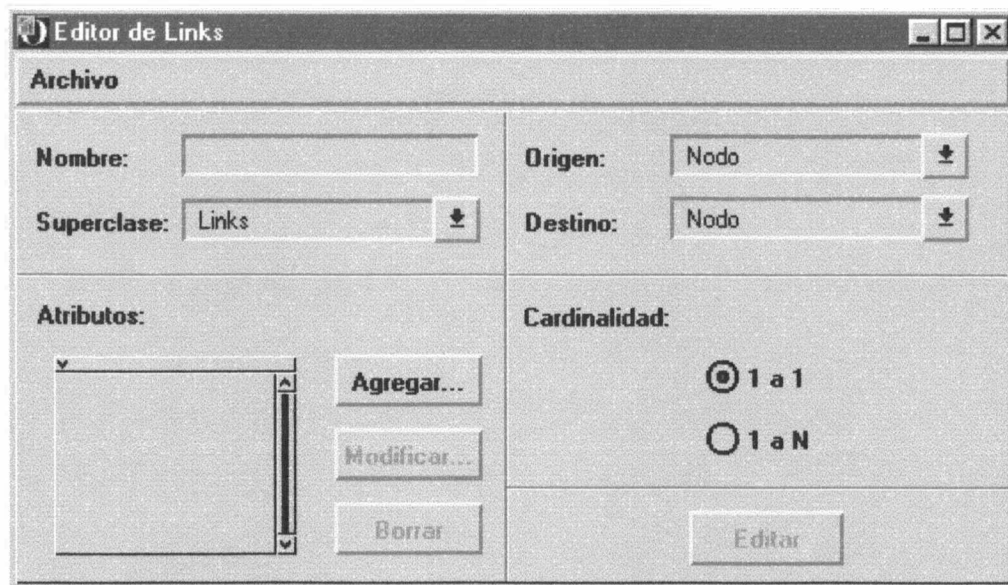 Editor de Links
Archivo
Nombre:
Superclase: Links
Origen: Nodo
Destino: Nodo
Atributos:
Agregar...
Modificar...
Borrar
Cardinalidad:
1 a 1
1 a N
Editar